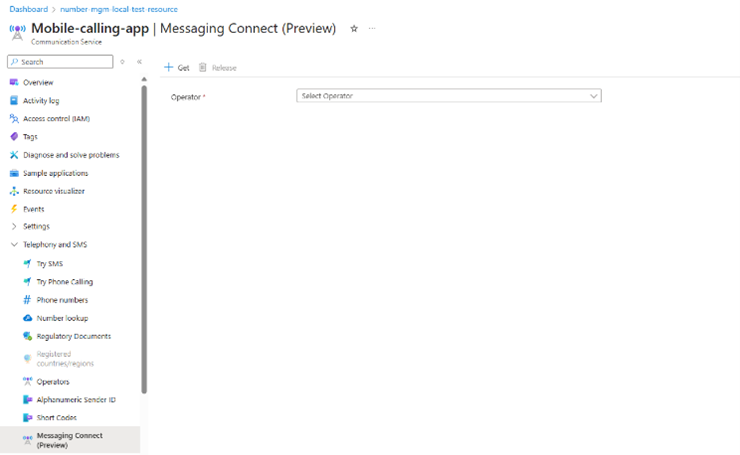 Dashboard > number-mgm-local-test-resource
Mobile-calling-app | Messaging Connect (Preview) ☆ ...
Communication Service
Search
+ Get Release
Operator * Select Operator
Overview
Activity log
Access control (IAM)
Tags
Diagnose and solve problems
Sample applications
Resource visualizer
Events
Settings
Telephony and SMS
Try SMS
Try Phone Calling
Phone numbers
Number lookup
Regulatory Documents
Registered
countries/regions
Operators
Alphanumeric Sender ID
Short Codes
Messaging Connect
(Preview)